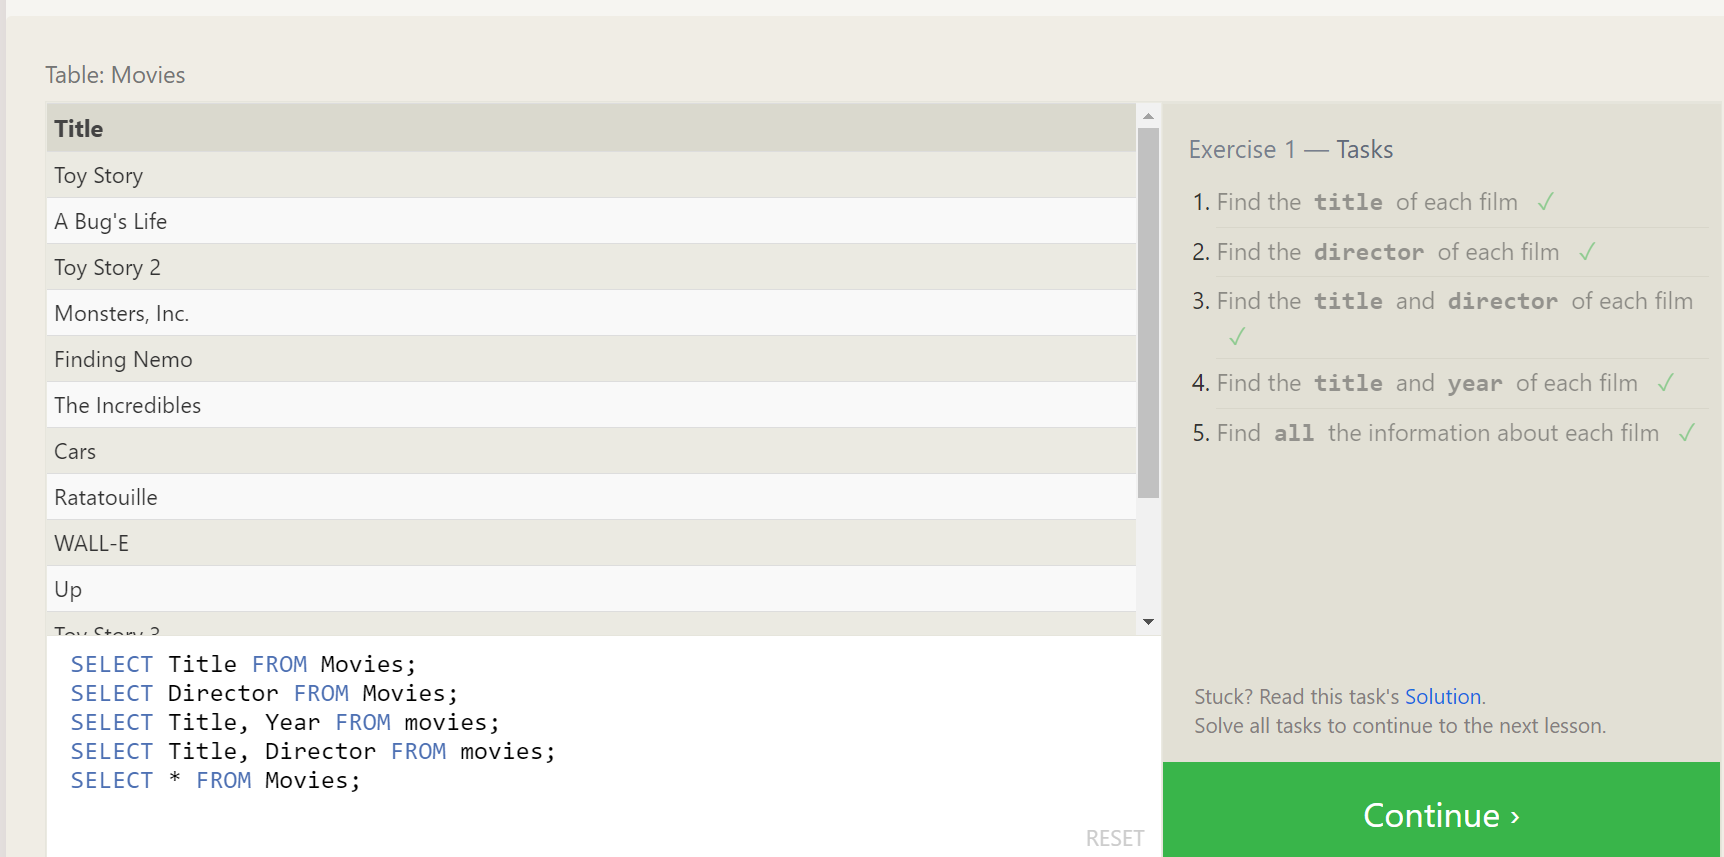 Table: Movies
Title
Toy Story
A Bug's Life
Toy Story 2
Monsters, Inc.
Finding Nemo
The Incredibles
Cars
Ratatouille
WALL-E
Up
Toy Story 3
SELECT Title FROM Movies;
SELECT Director FROM Movies;
SELECT Title, Year FROM movies;
SELECT Title, Director FROM movies;
SELECT * FROM Movies;
RESET
Exercise 1 — Tasks
1. Find the title of each film ✓
2. Find the director of each film ✓
3. Find the title and director of each film
✓
4. Find the title and year of each film ✓
5. Find all the information about each film ✓
Stuck? Read this task's Solution.
Solve all tasks to continue to the next lesson.
Continue ›